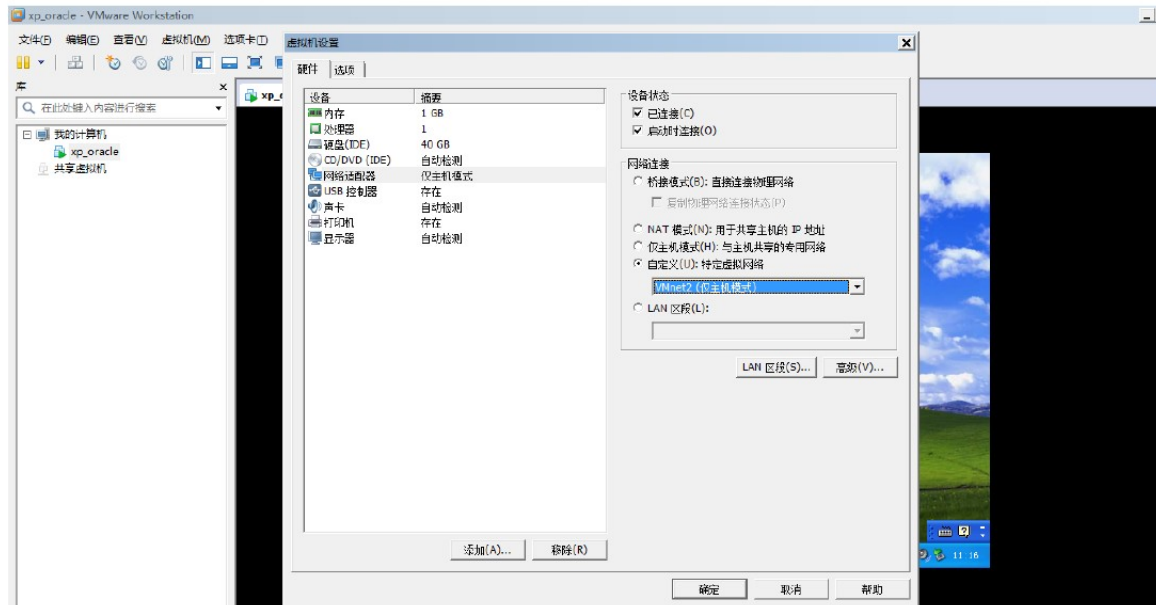 xp_oracle - VMware Workstation
文件(F) 编辑(E) 查看(V) 虚拟机(M) 选项卡(T)
库
在此处键入内容进行搜索
我的计算机
xp_oracle
共享虚拟机
虚拟机设置
硬件 选项
设备 摘要
内存 1 GB
处理器 1
硬盘(IDE) 40 GB
CD/DVD (IDE) 自动检测
网络适配器 仅主机模式
USB 控制器 存在
声卡 自动检测
打印机 存在
显示器 自动检测
添加(A)... 移除(R)
设备状态
已连接(C)
启动时连接(O)
网络连接
桥接模式(B): 直接连接物理网络
复制物理网络连接状态(P)
NAT 模式(N): 用于共享主机的 IP 地址
仅主机模式(H): 与主机共享的专用网络
自定义(U): 特定虚拟网络
VMnet2 (仅主机模式)
LAN 区段(L):
LAN 区段(S)... 高级(V)...
确定 取消 帮助
11:16